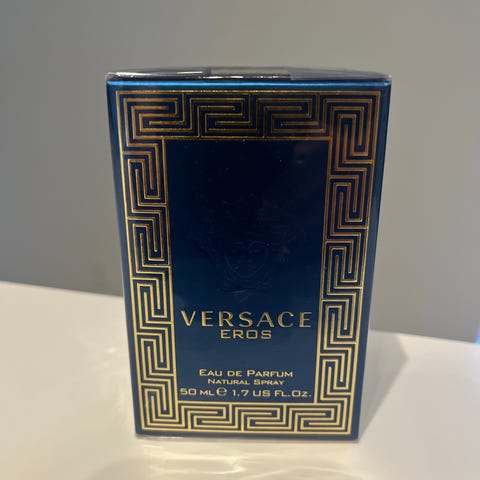 VERSACE
EROS
EAU DE PARFUM
NATURAL SPRAY
50 ML ℮ 1.7 US FL.OZ.